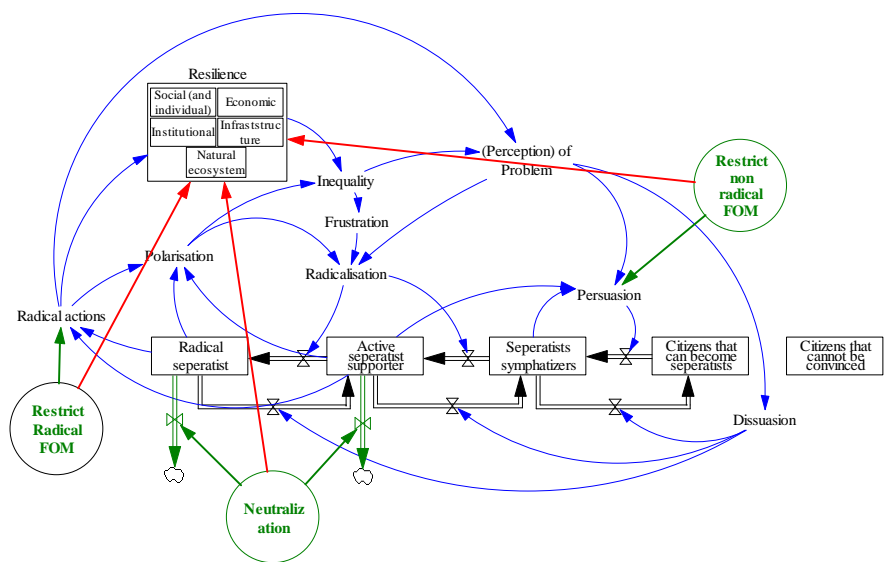 Resilience
Social (and
individual)
Economic
Institutional
Infraststruc
ture
Natural
ecosystem
(Perception) of
Problem
Restrict
non
radical
FOM
Inequality
Frustration
Polarisation
Radicalisation
Persuasion
Radical actions
Radical
seperatist
Active
seperatist
supporter
Seperatists
symphatizers
Citizens that
can become
seperatists
Citizens that
cannot be
convinced
Restrict
Radical
FOM
Dissuasion
Neutraliz
ation